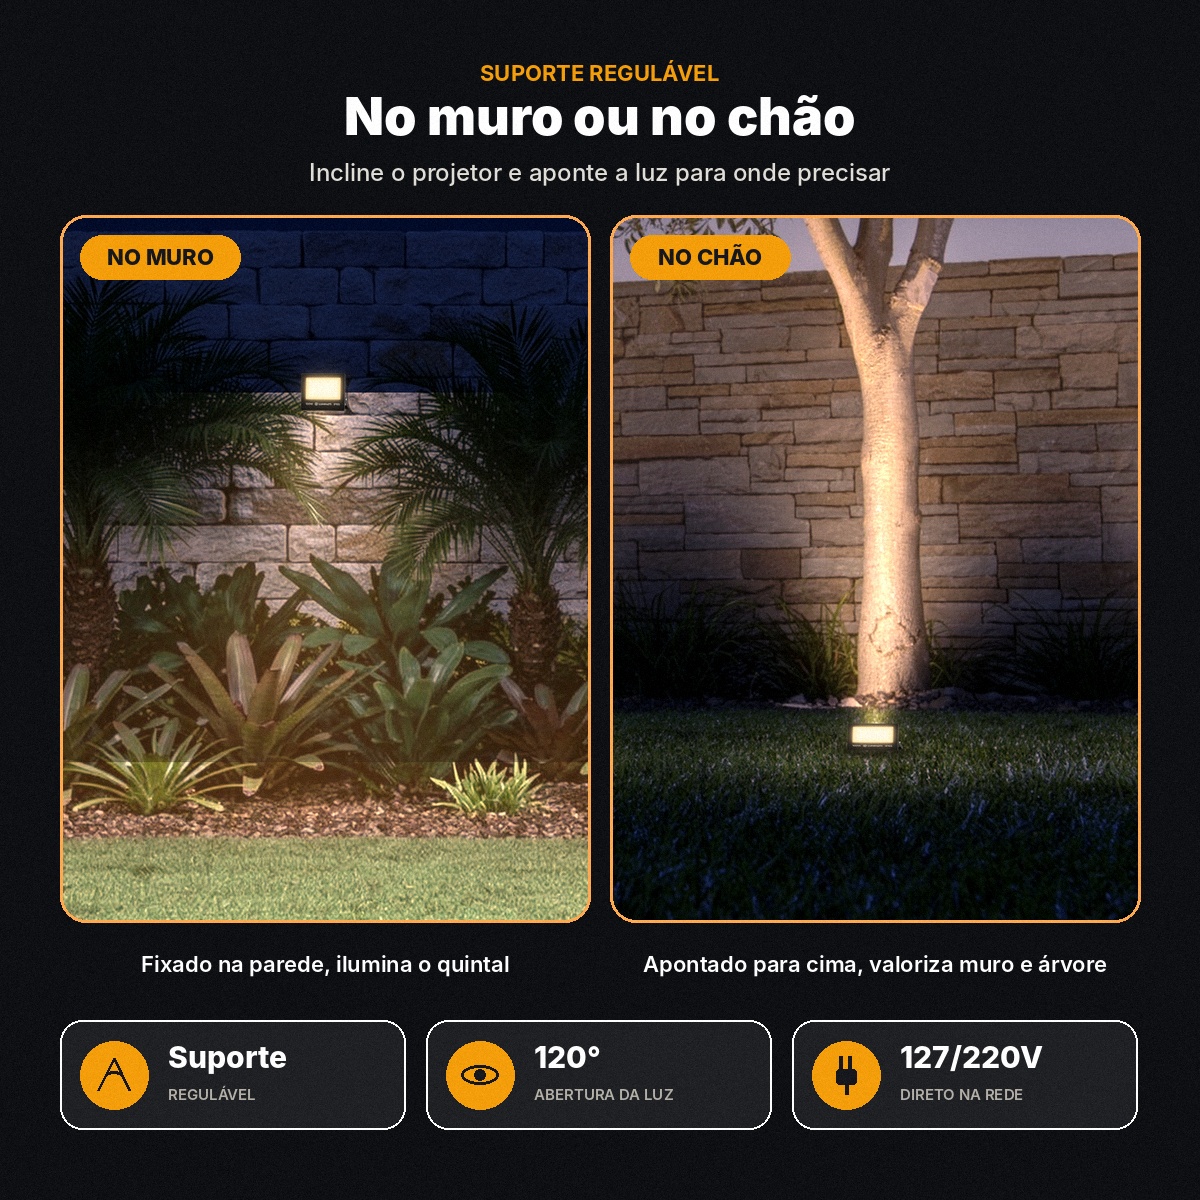 SUPORTE REGULÁVEL
No muro ou no chão
Incline o projetor e aponte a luz para onde precisar
NO MURO
NO CHÃO
Fixado na parede, ilumina o quintal
Apontado para cima, valoriza muro e árvore
Suporte
REGULÁVEL
120°
ABERTURA DA LUZ
127/220V
DIRETO NA REDE